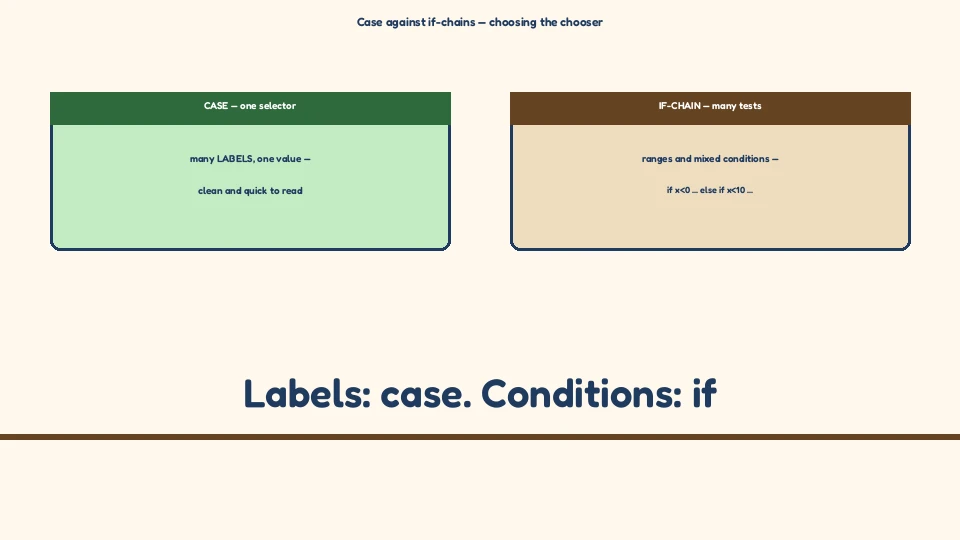 Case against if-chains — choosing the chooser
CASE — one selector
many LABELS, one value —
clean and quick to read
IF-CHAIN — many tests
ranges and mixed conditions —
if x<0 ... else if x<10 ...
Labels: case. Conditions: if